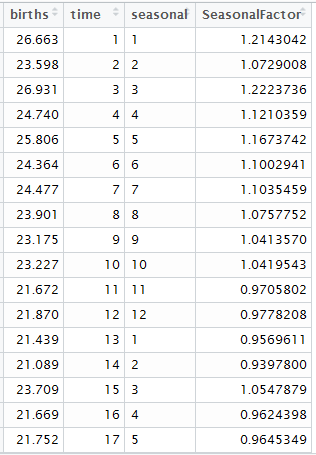 births time seasonal SeasonalFactor
26.663 1 1 1.2143042
23.598 2 2 1.0729008
26.931 3 3 1.2223736
24.740 4 4 1.1210359
25.806 5 5 1.1673742
24.364 6 6 1.1002941
24.477 7 7 1.1035459
23.901 8 8 1.0757752
23.175 9 9 1.0413570
23.227 10 10 1.0419543
21.672 11 11 0.9705802
21.870 12 12 0.9778208
21.439 13 1 0.9569611
21.089 14 2 0.9397800
23.709 15 3 1.0547879
21.669 16 4 0.9624398
21.752 17 5 0.9645349